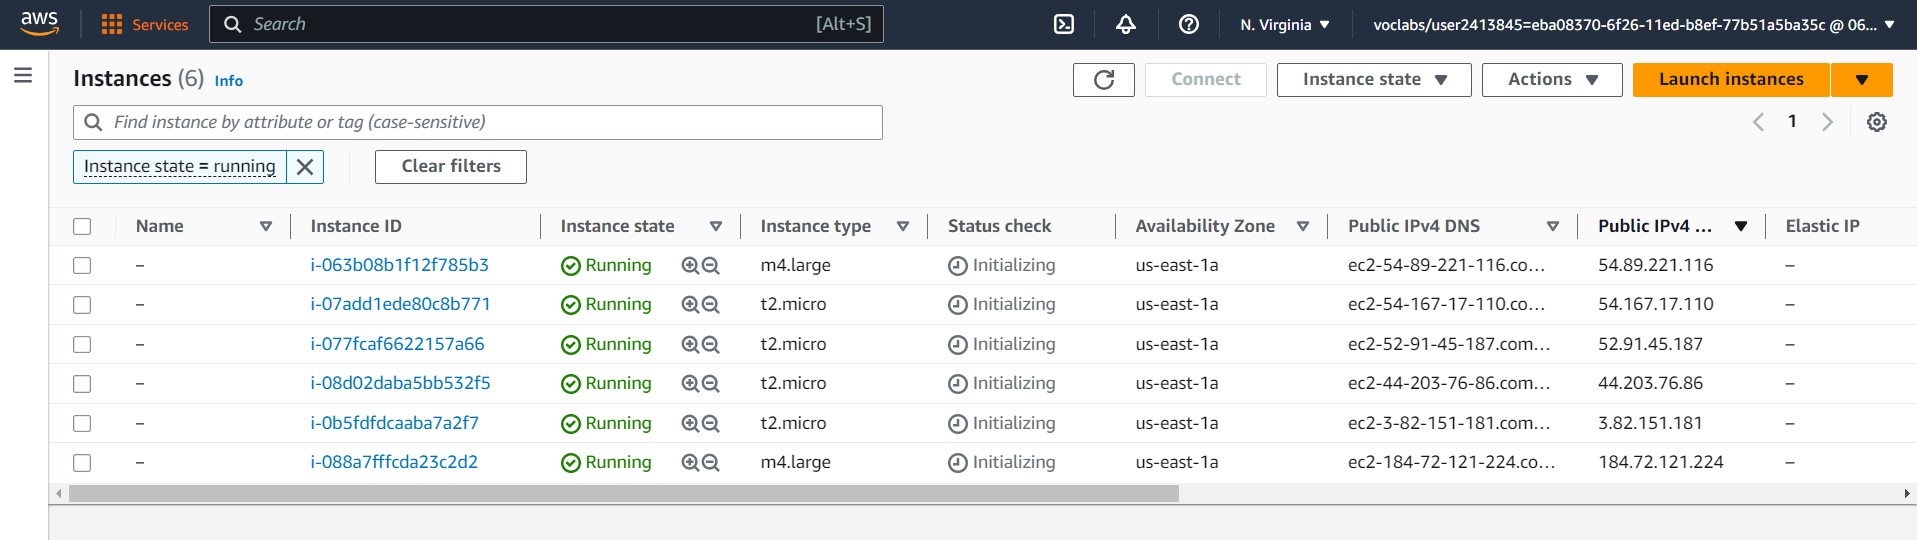 aws Services Search [Alt+S] N. Virginia voclabs/user2413845=eba08370-6f26-11ed-b8ef-77b51a5ba35c @ 06...
Instances (6) Info Connect Instance state Actions Launch instances
Find instance by attribute or tag (case-sensitive) 1
Instance state = running Clear filters
Name Instance ID Instance state Instance type Status check Availability Zone Public IPv4 DNS Public IPv4 ... Elastic IP
– i-063b08b1f12f785b3 Running m4.large Initializing us-east-1a ec2-54-89-221-116.co... 54.89.221.116 –
– i-07add1ede80c8b771 Running t2.micro Initializing us-east-1a ec2-54-167-17-110.co... 54.167.17.110 –
– i-077fcaf6622157a66 Running t2.micro Initializing us-east-1a ec2-52-91-45-187.com... 52.91.45.187 –
– i-08d02daba5bb532f5 Running t2.micro Initializing us-east-1a ec2-44-203-76-86.com... 44.203.76.86 –
– i-0b5fdfdcaaba7a2f7 Running t2.micro Initializing us-east-1a ec2-3-82-151-181.com... 3.82.151.181 –
– i-088a7fffcda23c2d2 Running m4.large Initializing us-east-1a ec2-184-72-121-224.co... 184.72.121.224 –